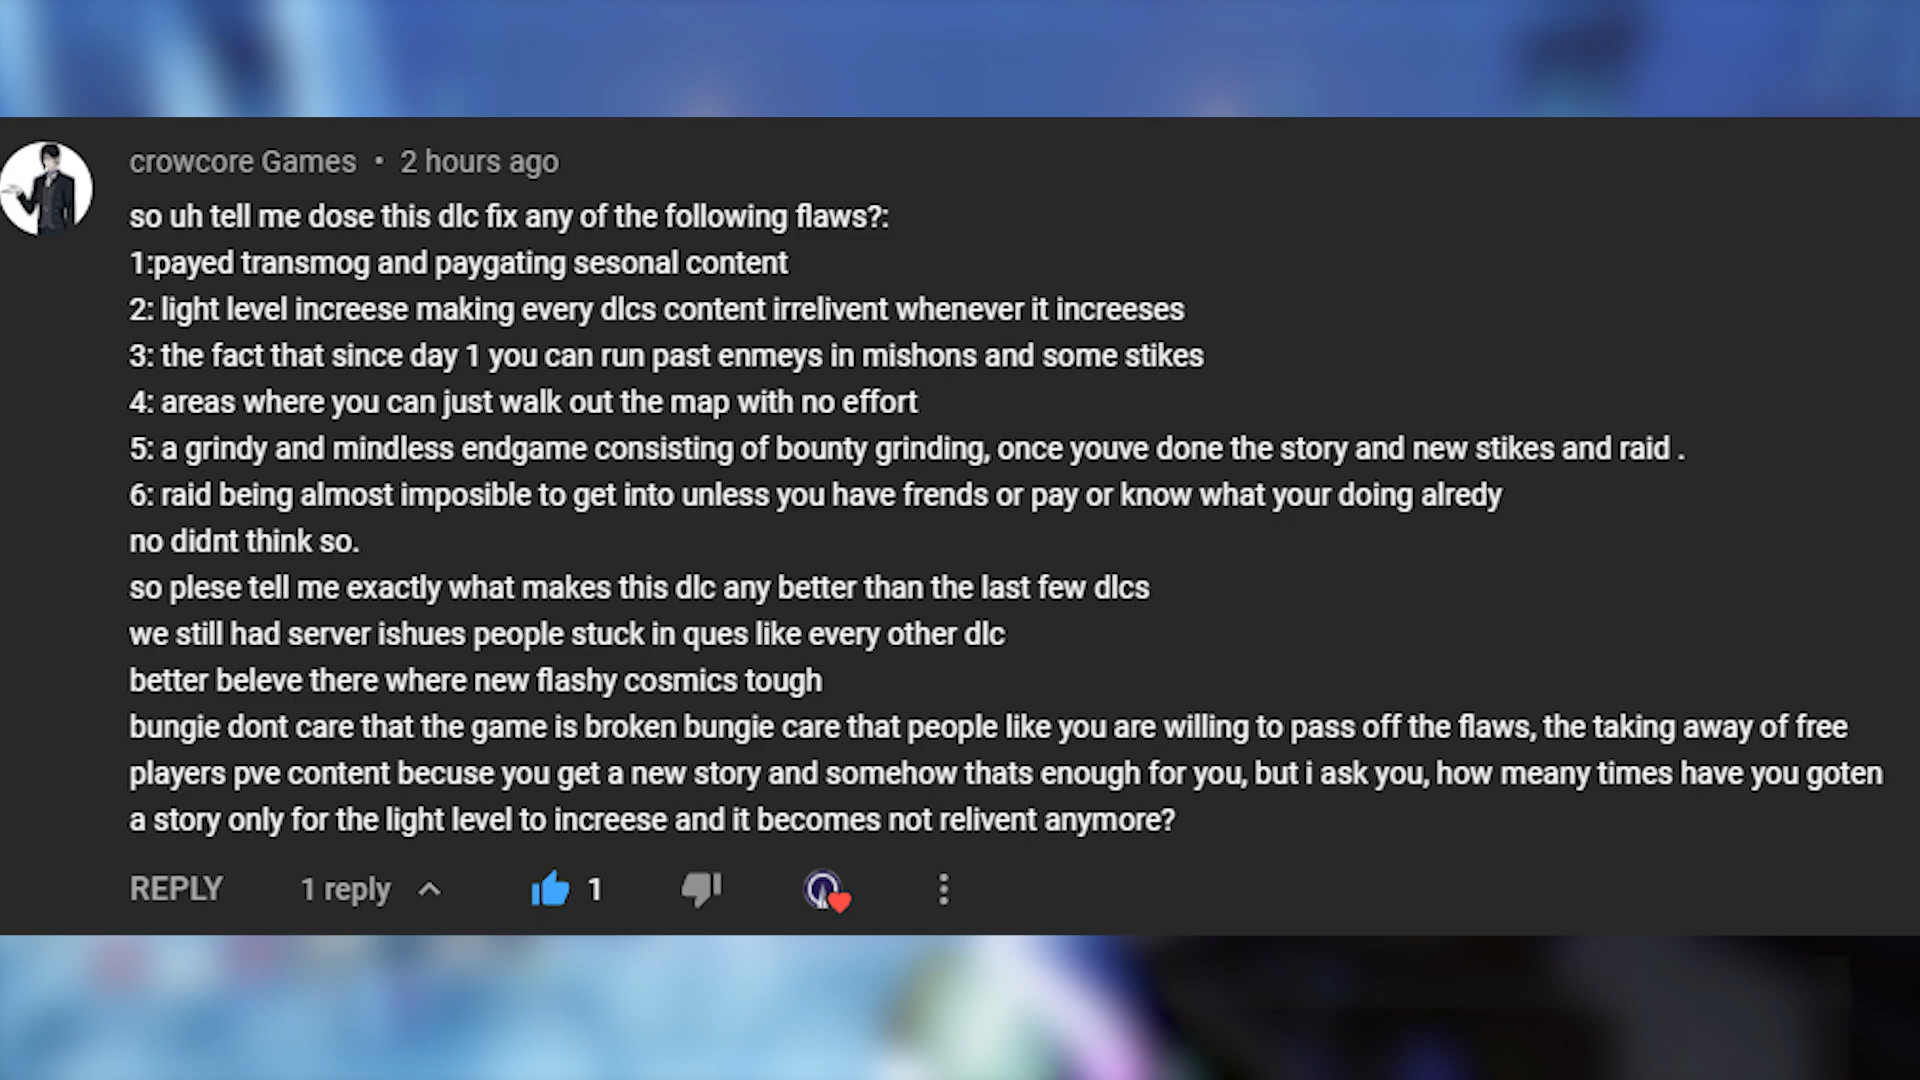 crowcore Games • 2 hours ago
so uh tell me dose this dlc fix any of the following flaws?:
1:payed transmog and paygating sesonal content
2: light level increese making every dlcs content irrelivent whenever it increeses
3: the fact that since day 1 you can run past enmeys in mishons and some stikes
4: areas where you can just walk out the map with no effort
5: a grindy and mindless endgame consisting of bounty grinding, once youve done the story and new stikes and raid .
6: raid being almost imposible to get into unless you have frends or pay or know what your doing alredy
no didnt think so.
so plese tell me exactly what makes this dlc any better than the last few dlcs
we still had server ishues people stuck in ques like every other dlc
better beleve there where new flashy cosmics tough
bungie dont care that the game is broken bungie care that people like you are willing to pass off the flaws, the taking away of free
players pve content becuse you get a new story and somehow thats enough for you, but i ask you, how meany times have you goten
a story only for the light level to increese and it becomes not relivent anymore?
REPLY 1 reply 1